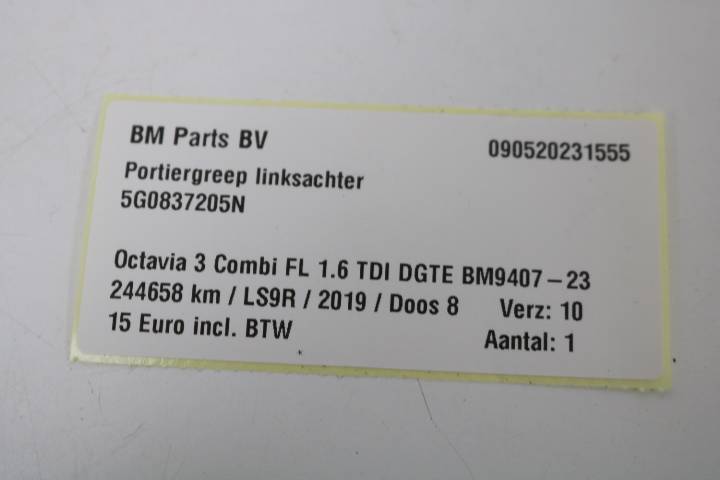 BM Parts BV 090520231555
Portiergreep linksachter
5G0837205N
Octavia 3 Combi FL 1.6 TDI DGTE BM9407-23
244658 km / LS9R / 2019 / Doos 8 Verz: 10
15 Euro incl. BTW Aantal: 1